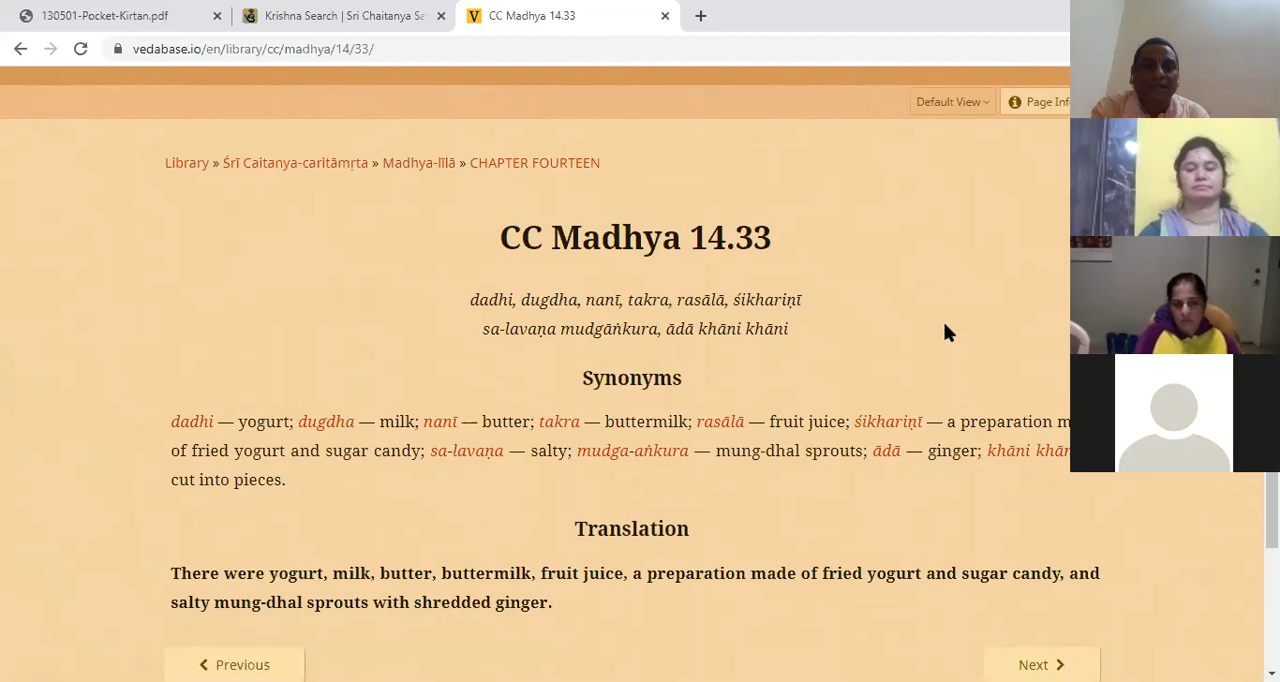 130501-Pocket-Kirtan.pdf
Krishna Search | Sri Chaitanya Sa
V CC Madhya 14.33
vedabase.io/en/library/cc/madhya/14/33/
Default View
Page Inf
Library » Śrī Caitanya-caritāmṛta » Madhya-līlā » CHAPTER FOURTEEN
CC Madhya 14.33
dadhi, dugdha, nanī, takra, rasālā, śikhariṇī
sa-lavaṇa mudgāṅkura, ādā khāni khāni
Synonyms
dadhi — yogurt; dugdha — milk; nanī — butter; takra — buttermilk; rasālā — fruit juice; śikhariṇī — a preparation m
of fried yogurt and sugar candy; sa-lavaṇa — salty; mudga-aṅkura — mung-dhal sprouts; ādā — ginger; khāni khān
cut into pieces.
Translation
There were yogurt, milk, butter, buttermilk, fruit juice, a preparation made of fried yogurt and sugar candy, and
salty mung-dhal sprouts with shredded ginger.
Previous
Next